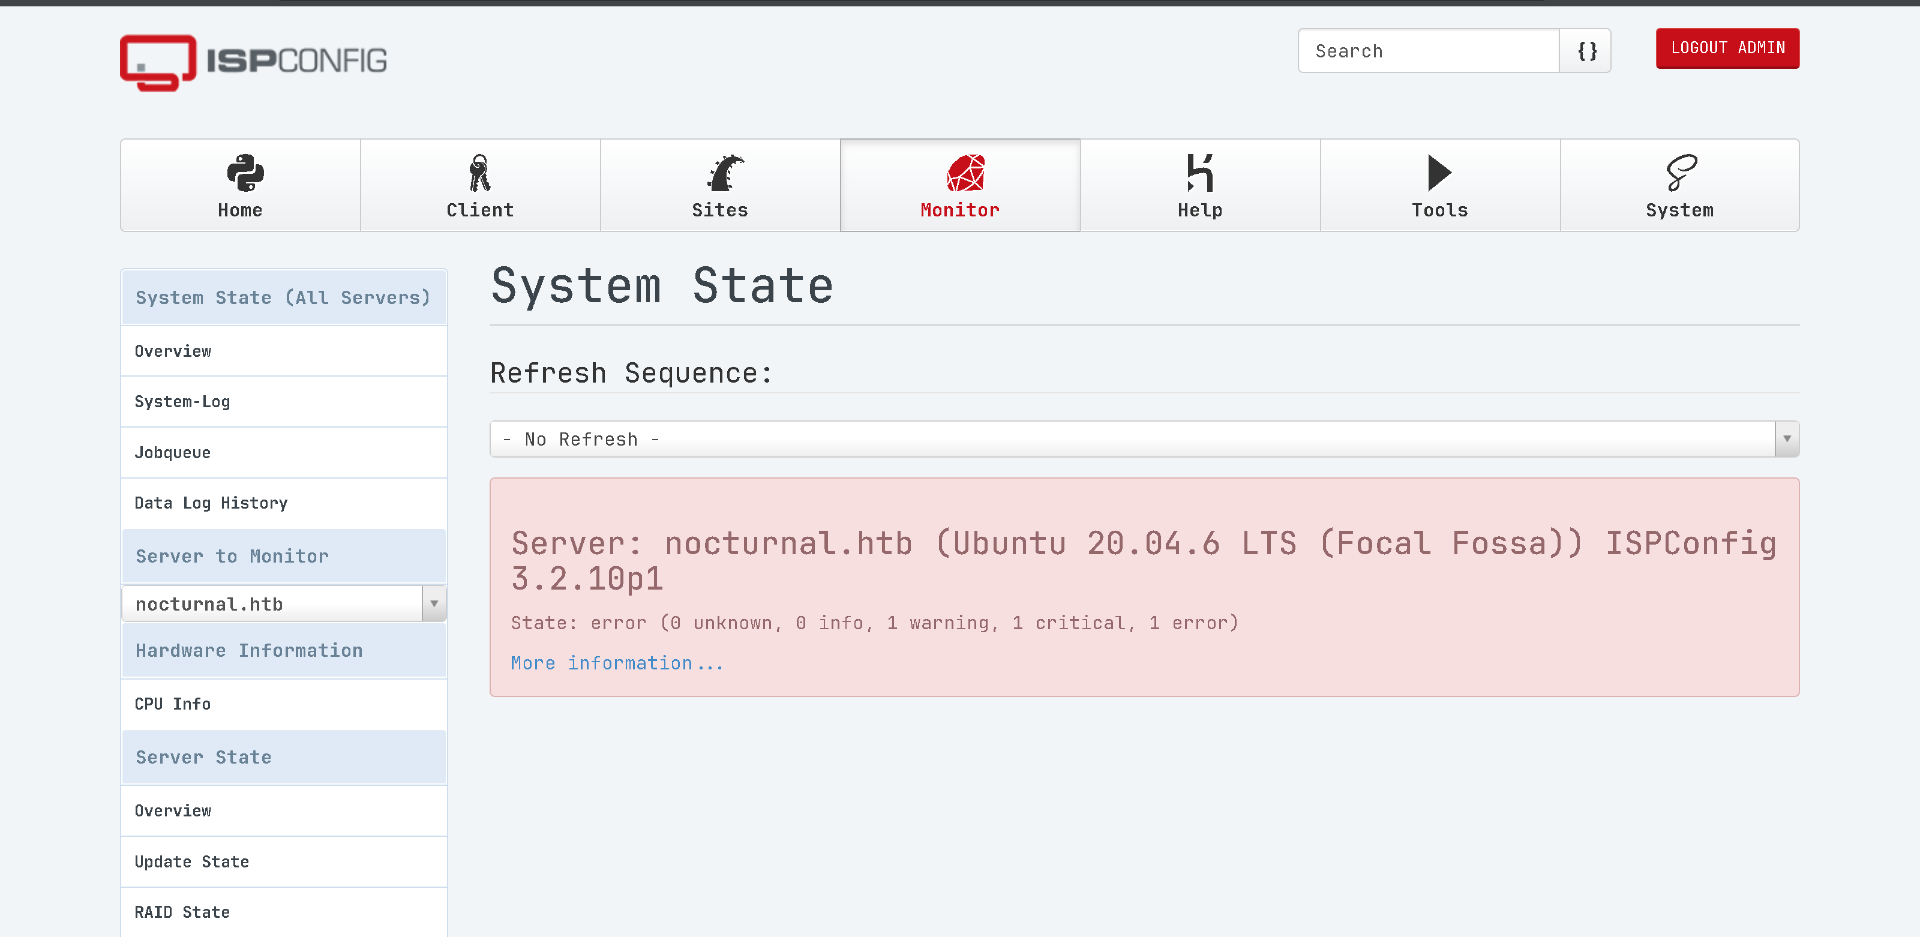 ISPCONFIG
Search
{}
LOGOUT ADMIN
Home
Client
Sites
Monitor
Help
Tools
System
System State (All Servers)
Overview
System-Log
Jobqueue
Data Log History
Server to Monitor
nocturnal.htb
Hardware Information
CPU Info
Server State
Overview
Update State
RAID State
System State
Refresh Sequence:
- No Refresh -
Server: nocturnal.htb (Ubuntu 20.04.6 LTS (Focal Fossa)) ISPConfig
3.2.10p1
State: error (0 unknown, 0 info, 1 warning, 1 critical, 1 error)
More information...